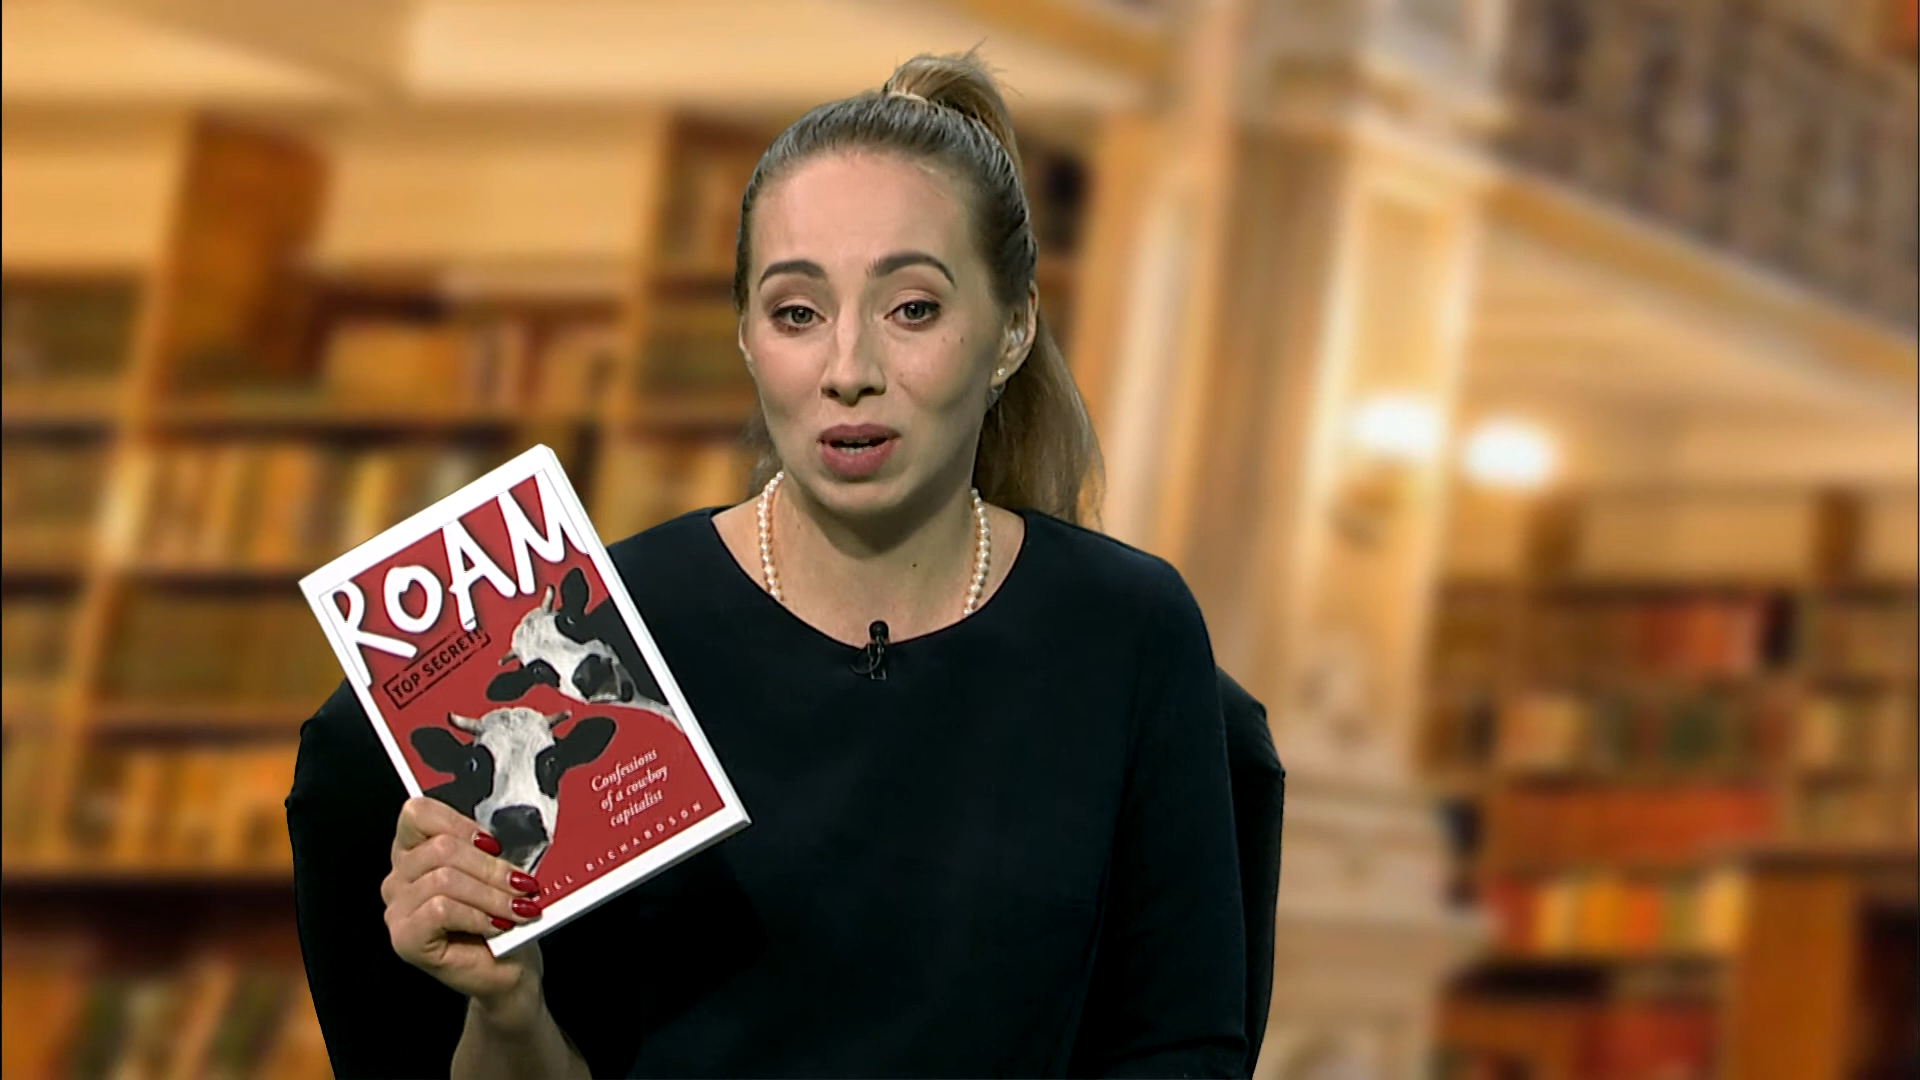 ROAM
TOP SECRET!
Confessions
of a cowboy
capitalist
RICHARDSON